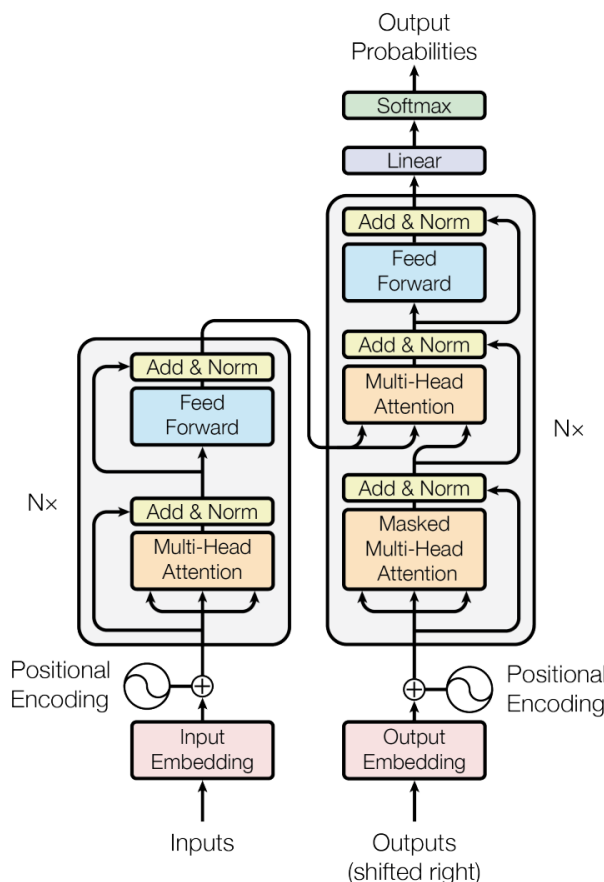 Output
Probabilities
Softmax
Linear
Add & Norm
Feed
Forward
Add & Norm
Multi-Head
Attention
Add & Norm
Masked
Multi-Head
Attention
Nx
Add & Norm
Feed
Forward
Add & Norm
Multi-Head
Attention
Nx
Positional
Encoding
Positional
Encoding
Input
Embedding
Output
Embedding
Inputs
Outputs
(shifted right)